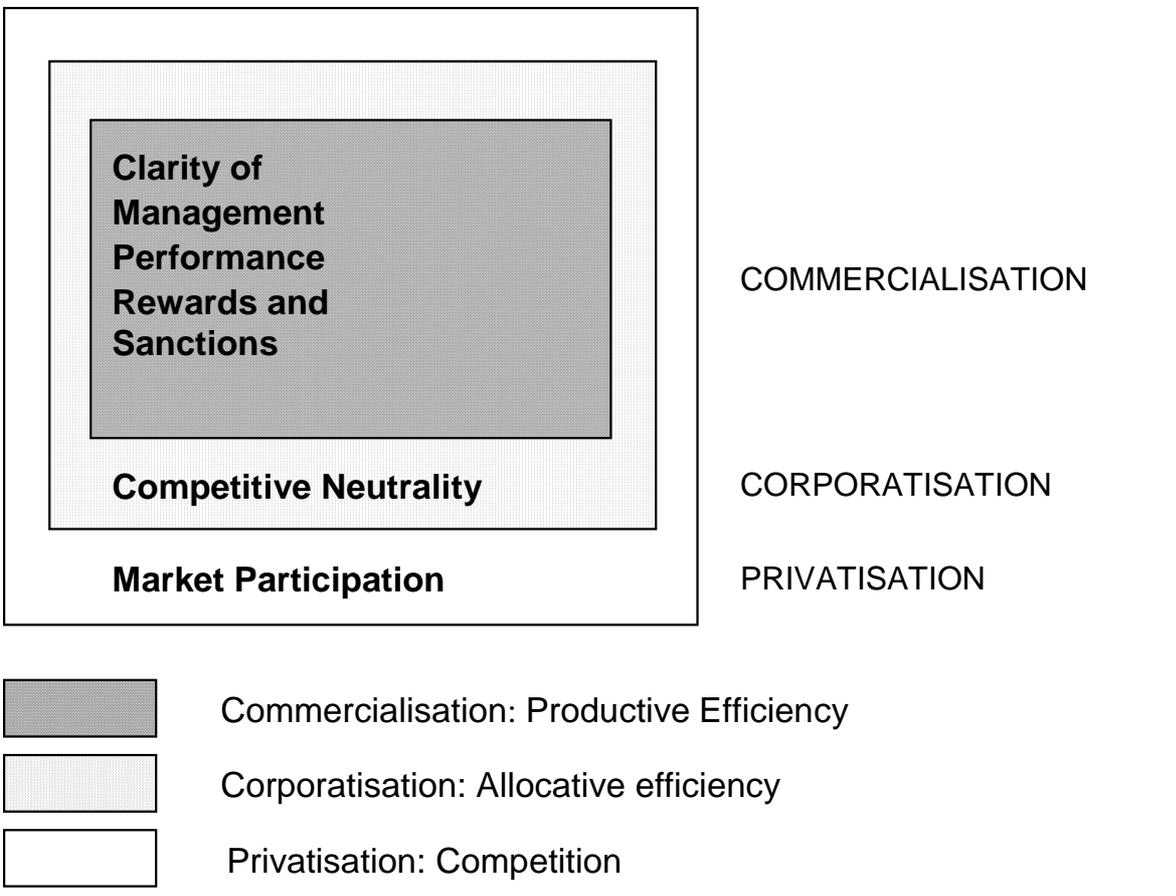 Clarity of
Management
Performance
Rewards and
Sanctions
COMMERCIALISATION
Competitive Neutrality
CORPORATISATION
Market Participation
PRIVATISATION
Commercialisation: Productive Efficiency
Corporatisation: Allocative efficiency
Privatisation: Competition